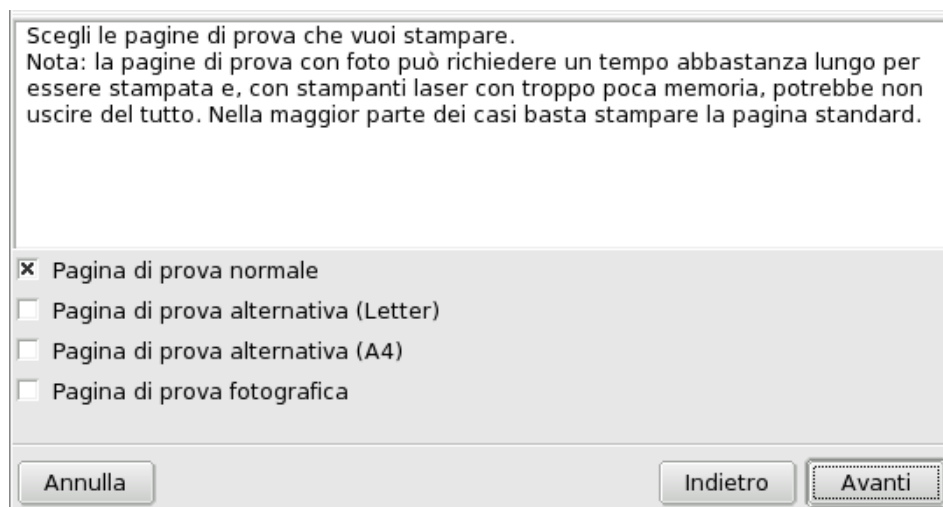 Scegli le pagine di prova che vuoi stampare.
Nota: la pagine di prova con foto può richiedere un tempo abbastanza lungo per
essere stampata e, con stampanti laser con troppo poca memoria, potrebbe non
uscire del tutto. Nella maggior parte dei casi basta stampare la pagina standard.
Pagina di prova normale
Pagina di prova alternativa (Letter)
Pagina di prova alternativa (A4)
Pagina di prova fotografica
Annulla Indietro Avanti